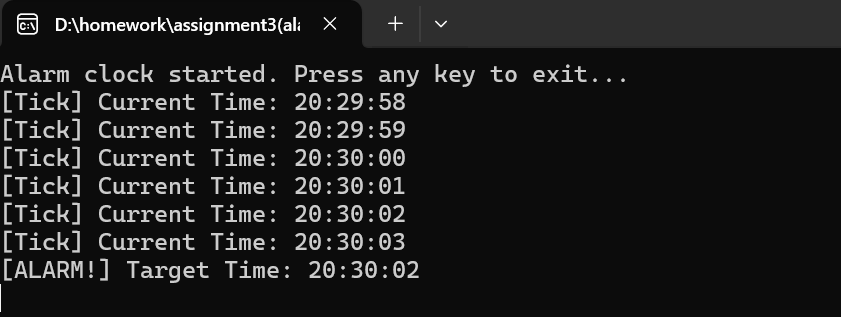 D:\homework\assignment3(ala
Alarm clock started. Press any key to exit...
[Tick] Current Time: 20:29:58
[Tick] Current Time: 20:29:59
[Tick] Current Time: 20:30:00
[Tick] Current Time: 20:30:01
[Tick] Current Time: 20:30:02
[Tick] Current Time: 20:30:03
[ALARM!] Target Time: 20:30:02